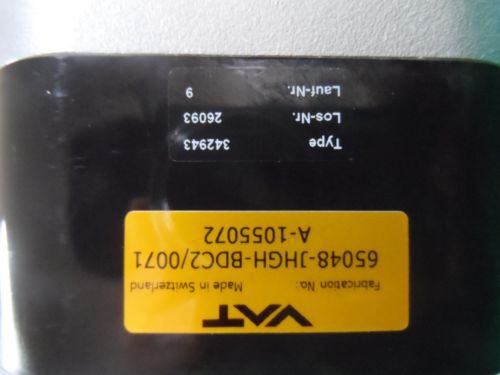 VAT
Fabrication No.: Made in Switzerland
65048-JHGH-BDC2/0071
A-1055072
Type 342943
Los-Nr. 26093
Lauf-Nr. 9